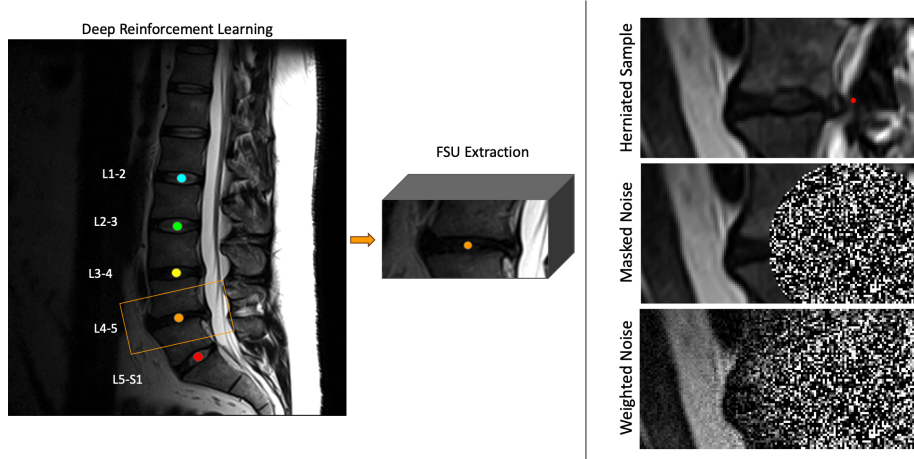 Deep Reinforcement Learning
L1-2
L2-3
L3-4
L4-5
L5-S1
FSU Extraction
Herniated Sample
Masked Noise
Weighted Noise